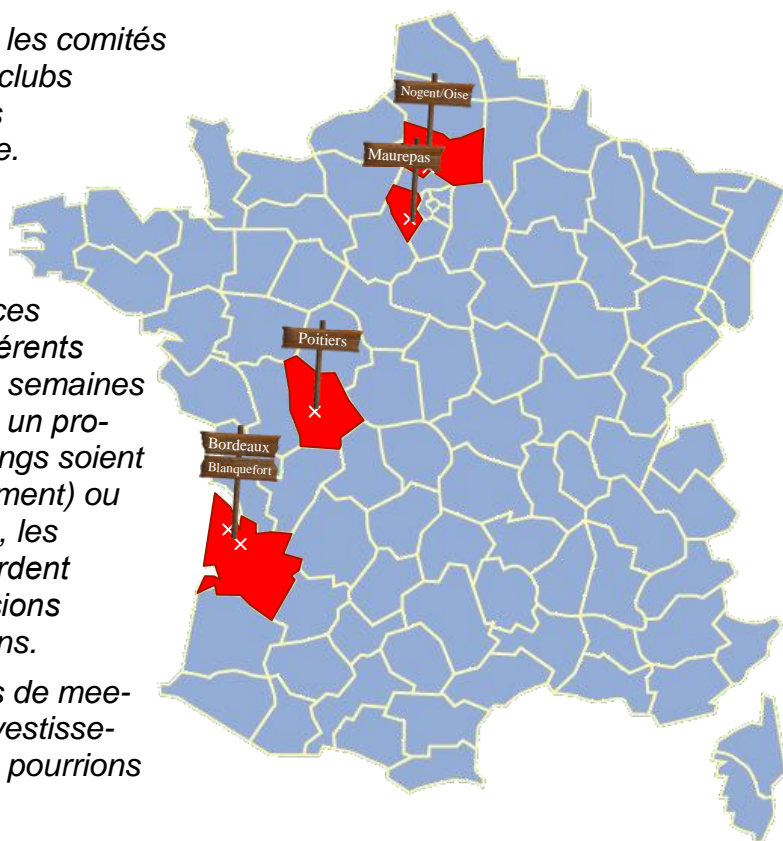 les comités
clubs
s
e.
ces
érents
semaines
un pro-
ngs soient
ment) ou
, les
rdent
sions
ns.
s de mee-
vestisse-
pourrions
Nogent/Oise
Maurepas
Poitiers
Bordeaux
Blanquefort